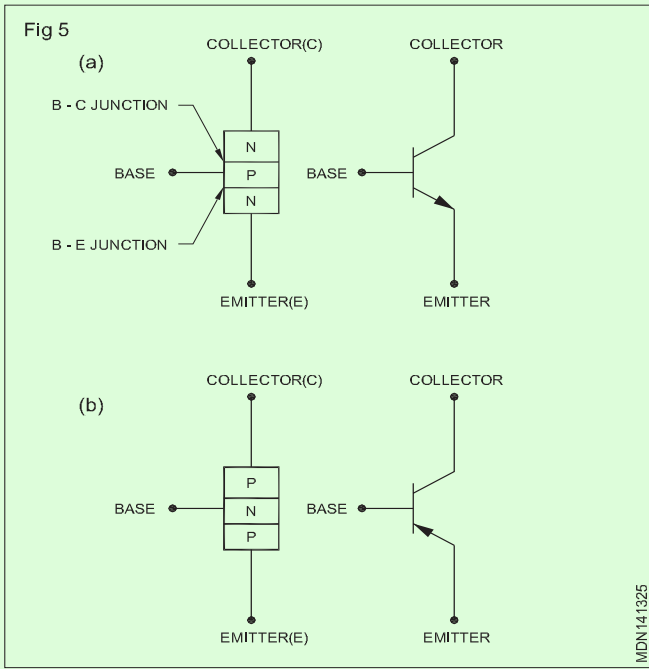 Fig 5
(a)
COLLECTOR(C)
COLLECTOR
B - C JUNCTION
N
BASE
P
BASE
N
B - E JUNCTION
EMITTER(E)
EMITTER
(b)
COLLECTOR(C)
COLLECTOR
P
BASE
N
BASE
P
EMITTER(E)
EMITTER
MDN141325